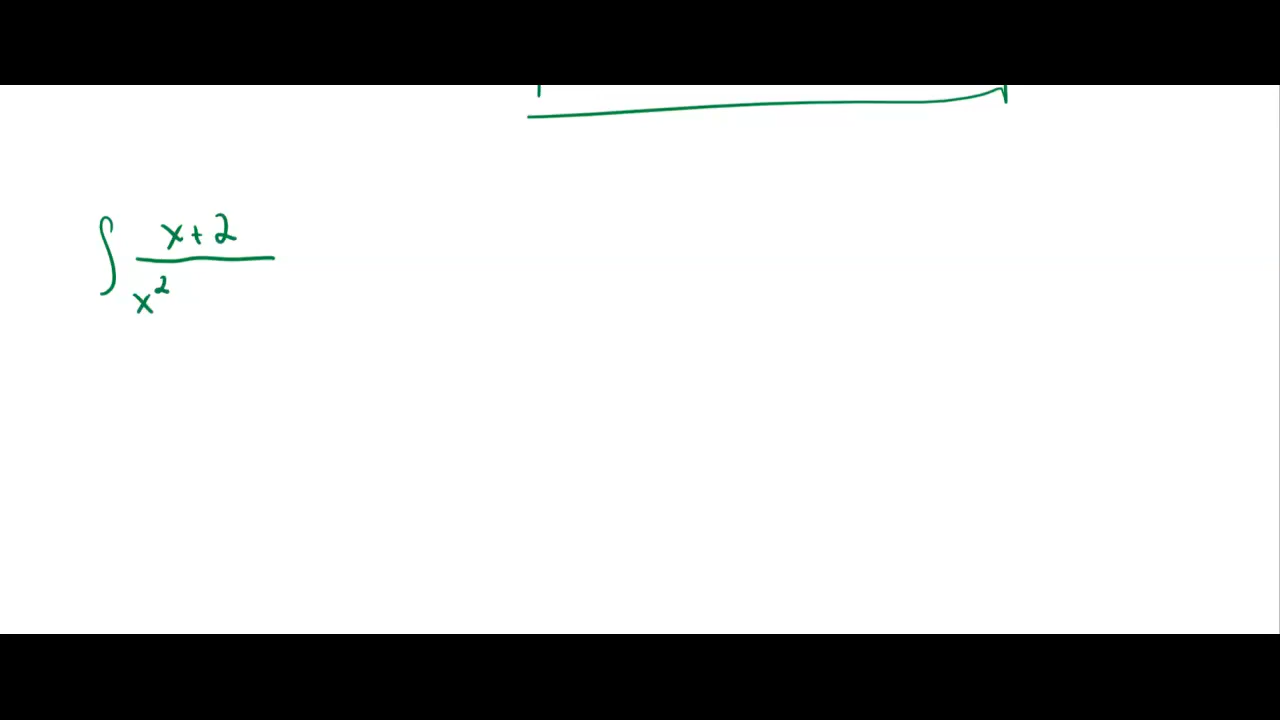 ∫ x+2
x²